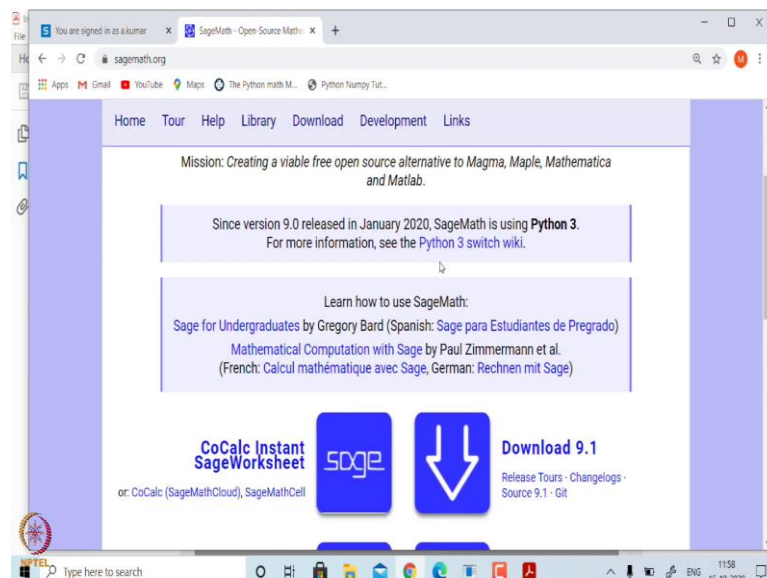 You are signed in as a.kumar
SageMath - Open-Source Mathe
File
sagemath.org
M
Apps
Gmail
YouTube
Maps
The Python math M...
Python Numpy Tut...
Home Tour Help Library Download Development Links
Mission: Creating a viable free open source alternative to Magma, Maple, Mathematica
and Matlab.
Since version 9.0 released in January 2020, SageMath is using Python 3.
For more information, see the Python 3 switch wiki.
Learn how to use SageMath:
Sage for Undergraduates by Gregory Bard (Spanish: Sage para Estudiantes de Pregrado)
Mathematical Computation with Sage by Paul Zimmermann et al.
(French: Calcul mathématique avec Sage, German: Rechnen mit Sage)
CoCalc Instant
SageWorksheet
or: CoCalc (SageMathCloud), SageMathCell
sage
Download 9.1
Release Tours · Changelogs ·
Source 9.1 · Git
NPTEL
Type here to search
ENG
11:58